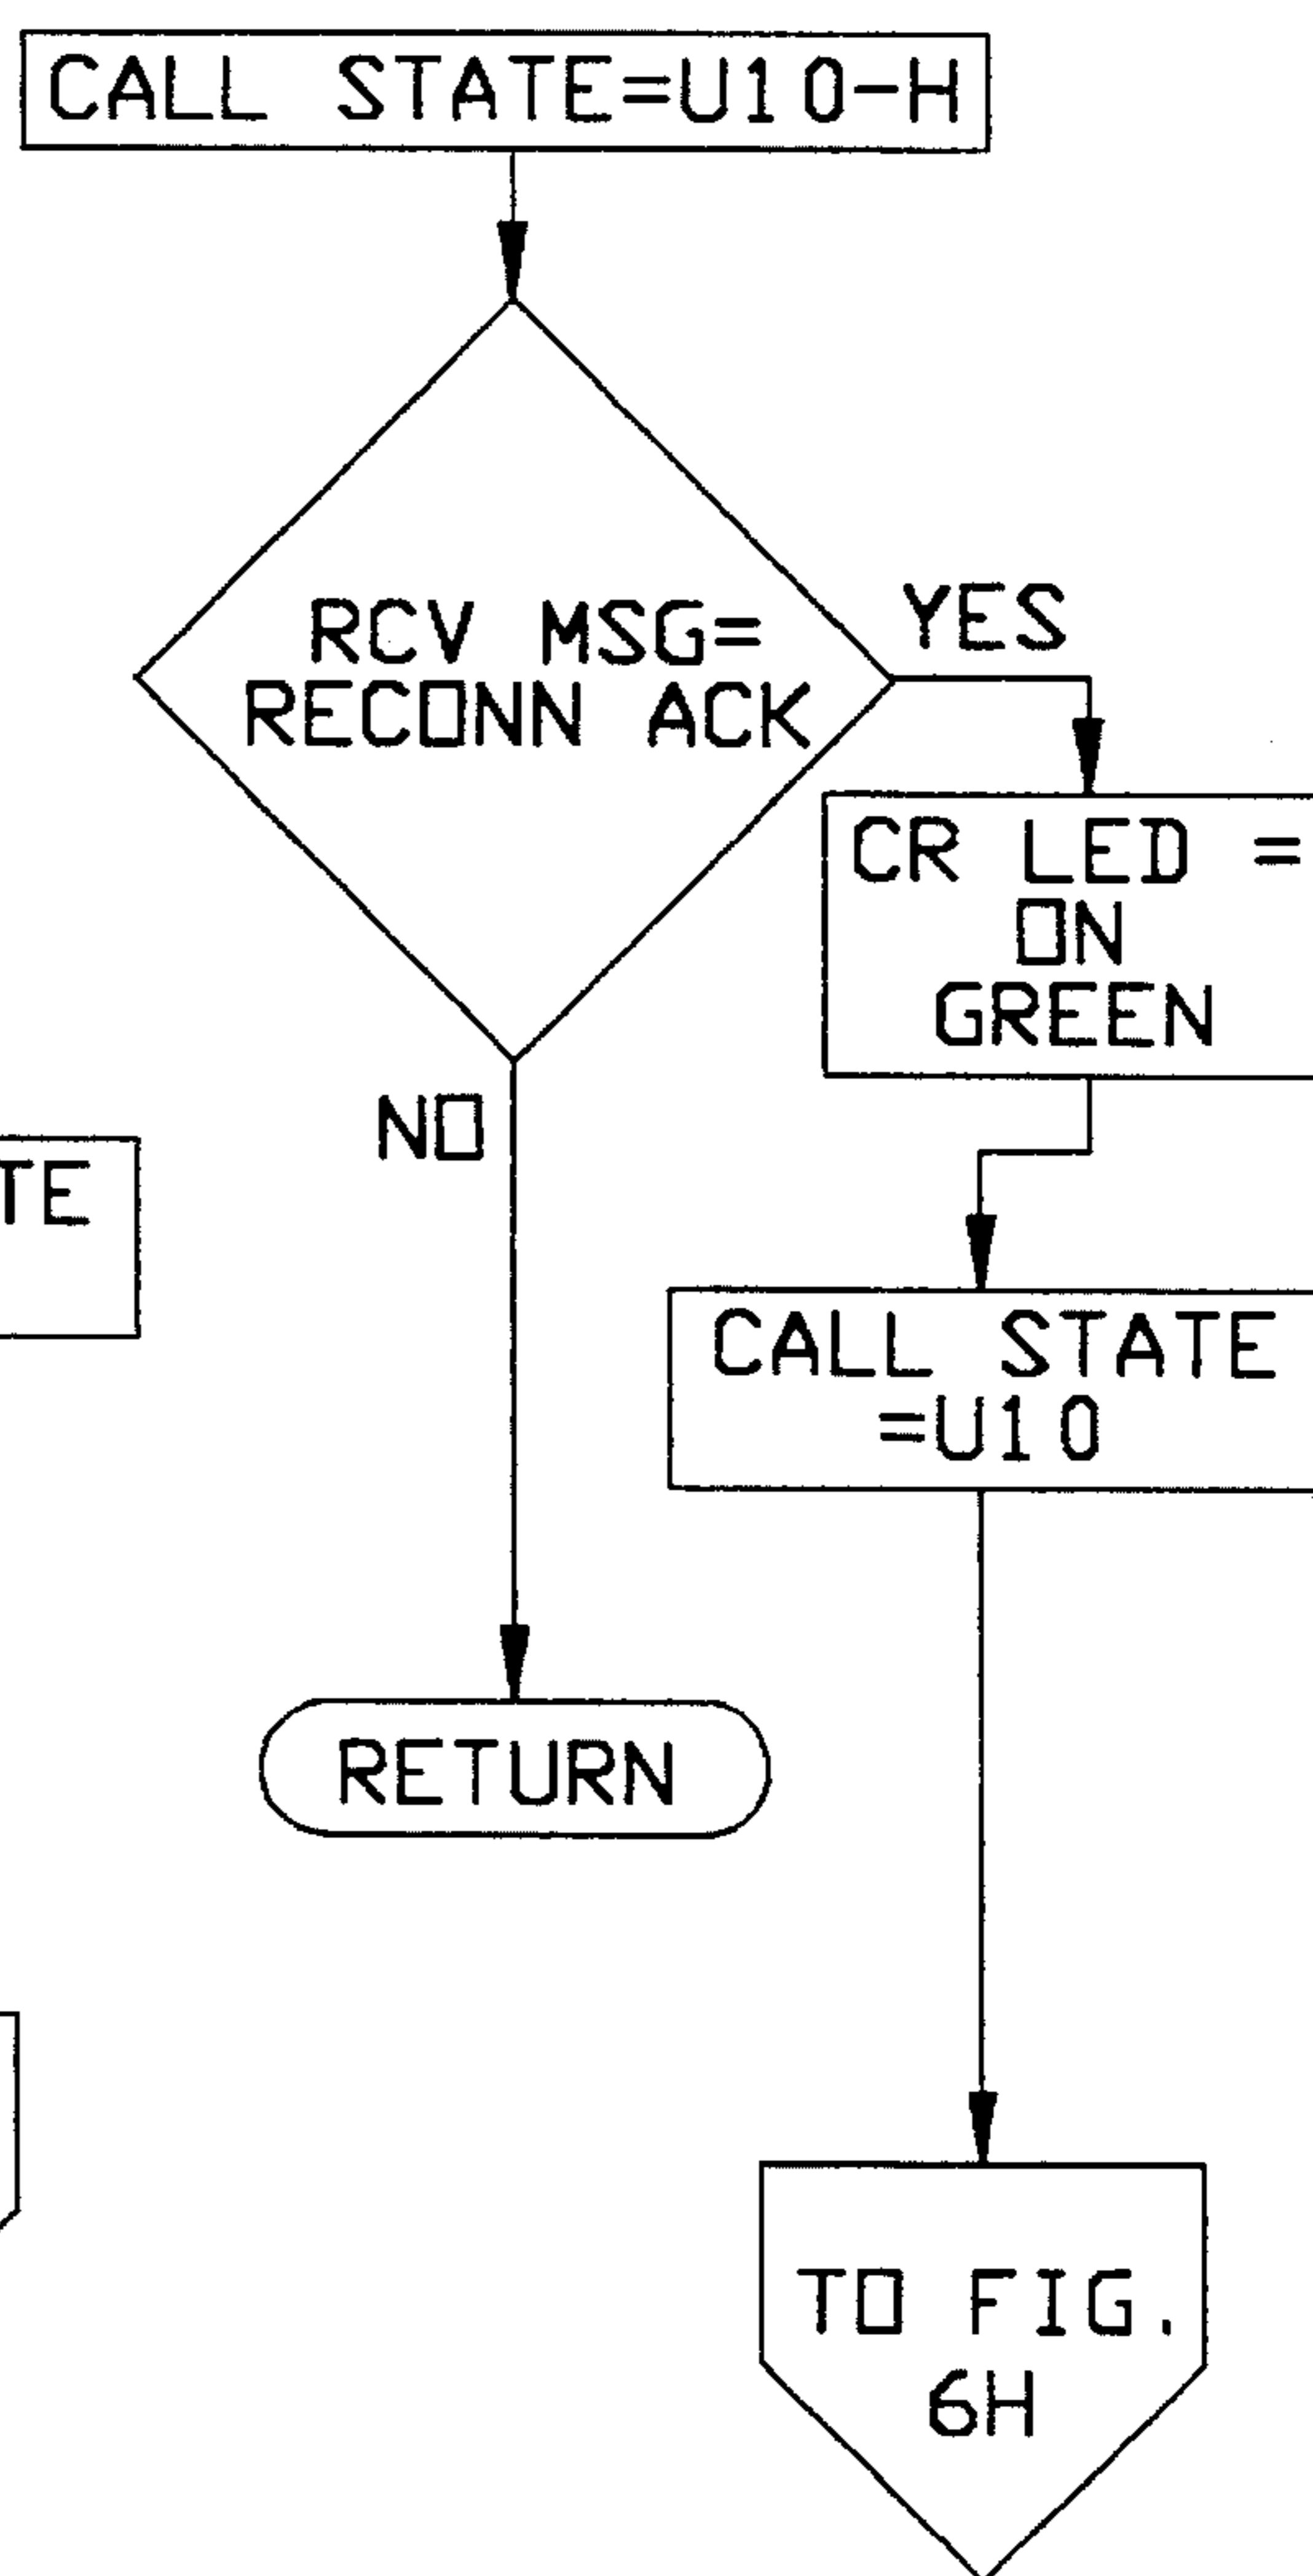 CALL STATE=U10-H
RCV MSG=
RECONN ACK
YES
CR LED =
ON
GREEN
NO
TE
CALL STATE
=U10
RETURN
TO FIG.
6H